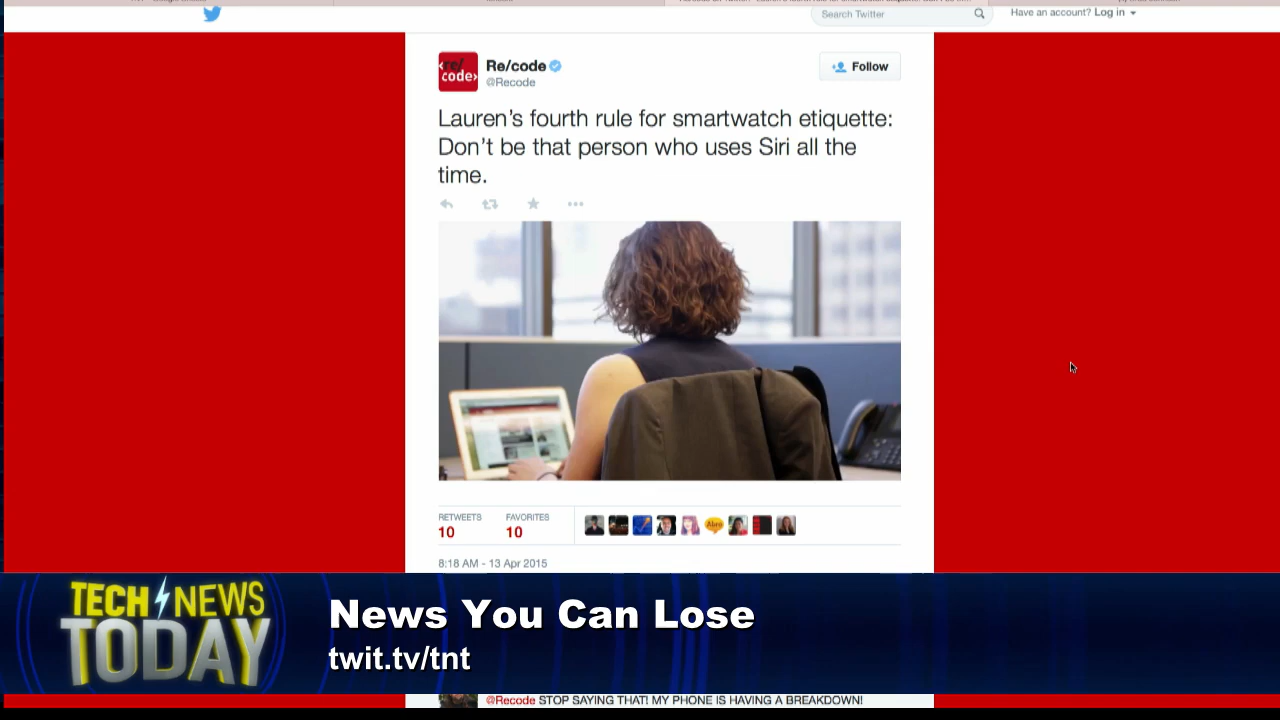 Search Twitter
Have an account? Log in
re/
code
Re/code
@Recode
Follow
Lauren's fourth rule for smartwatch etiquette:
Don't be that person who uses Siri all the
time.
RETWEETS
FAVORITES
10
10
8:18 AM - 13 Apr 2015
TECH NEWS
TODAY
News You Can Lose
twit.tv/tnt
@Recode STOP SAYING THAT! MY PHONE IS HAVING A BREAKDOWN!